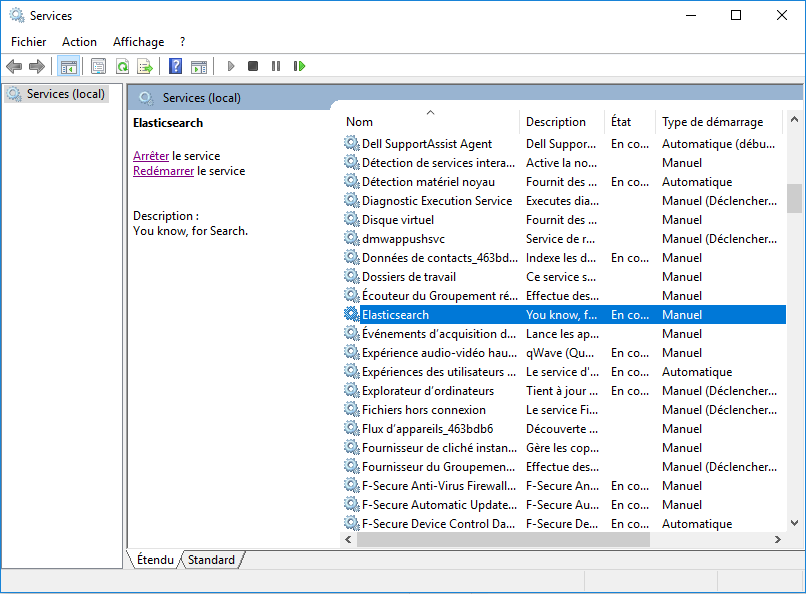 Services
Fichier Action Affichage ?
Services (local)
Services (local)
Elasticsearch
Arrêter le service
Redémarrer le service
Description :
You know, for Search.
Nom Description État Type de démarrage
Dell SupportAssist Agent Dell Suppor... En co... Automatique (débu...
Détection de services intera... Active la no... Manuel
Détection matériel noyau Fournit des ... En co... Automatique
Diagnostic Execution Service Executes dia... Manuel (Déclencher...
Disque virtuel Fournit des ... Manuel
dmwappushsvc Service de r... Manuel (Déclencher...
Données de contacts_463bd... Indexe les d... En co... Manuel
Dossiers de travail Ce service s... Manuel
Écouteur du Groupement ré... Effectue des... Manuel
Elasticsearch You know, f... En co... Manuel
Événements d'acquisition d... Lance les ap... Manuel
Expérience audio-vidéo hau... qWave (Qu... En co... Manuel
Expériences des utilisateurs ... Le service d'... En co... Automatique
Explorateur d'ordinateurs Tient à jour ... En co... Manuel (Déclencher...
Fichiers hors connexion Le service Fi... Manuel (Déclencher...
Flux d'appareils_463bdb6 Découverte ... Manuel
Fournisseur de cliché instan... Gère les cop... Manuel
Fournisseur du Groupemen... Effectue des... Manuel (Déclencher...
F-Secure Anti-Virus Firewall... F-Secure An... En co... Manuel
F-Secure Automatic Update... F-Secure Au... En co... Manuel
F-Secure Device Control Da... F-Secure De... En co... Automatique
Étendu Standard